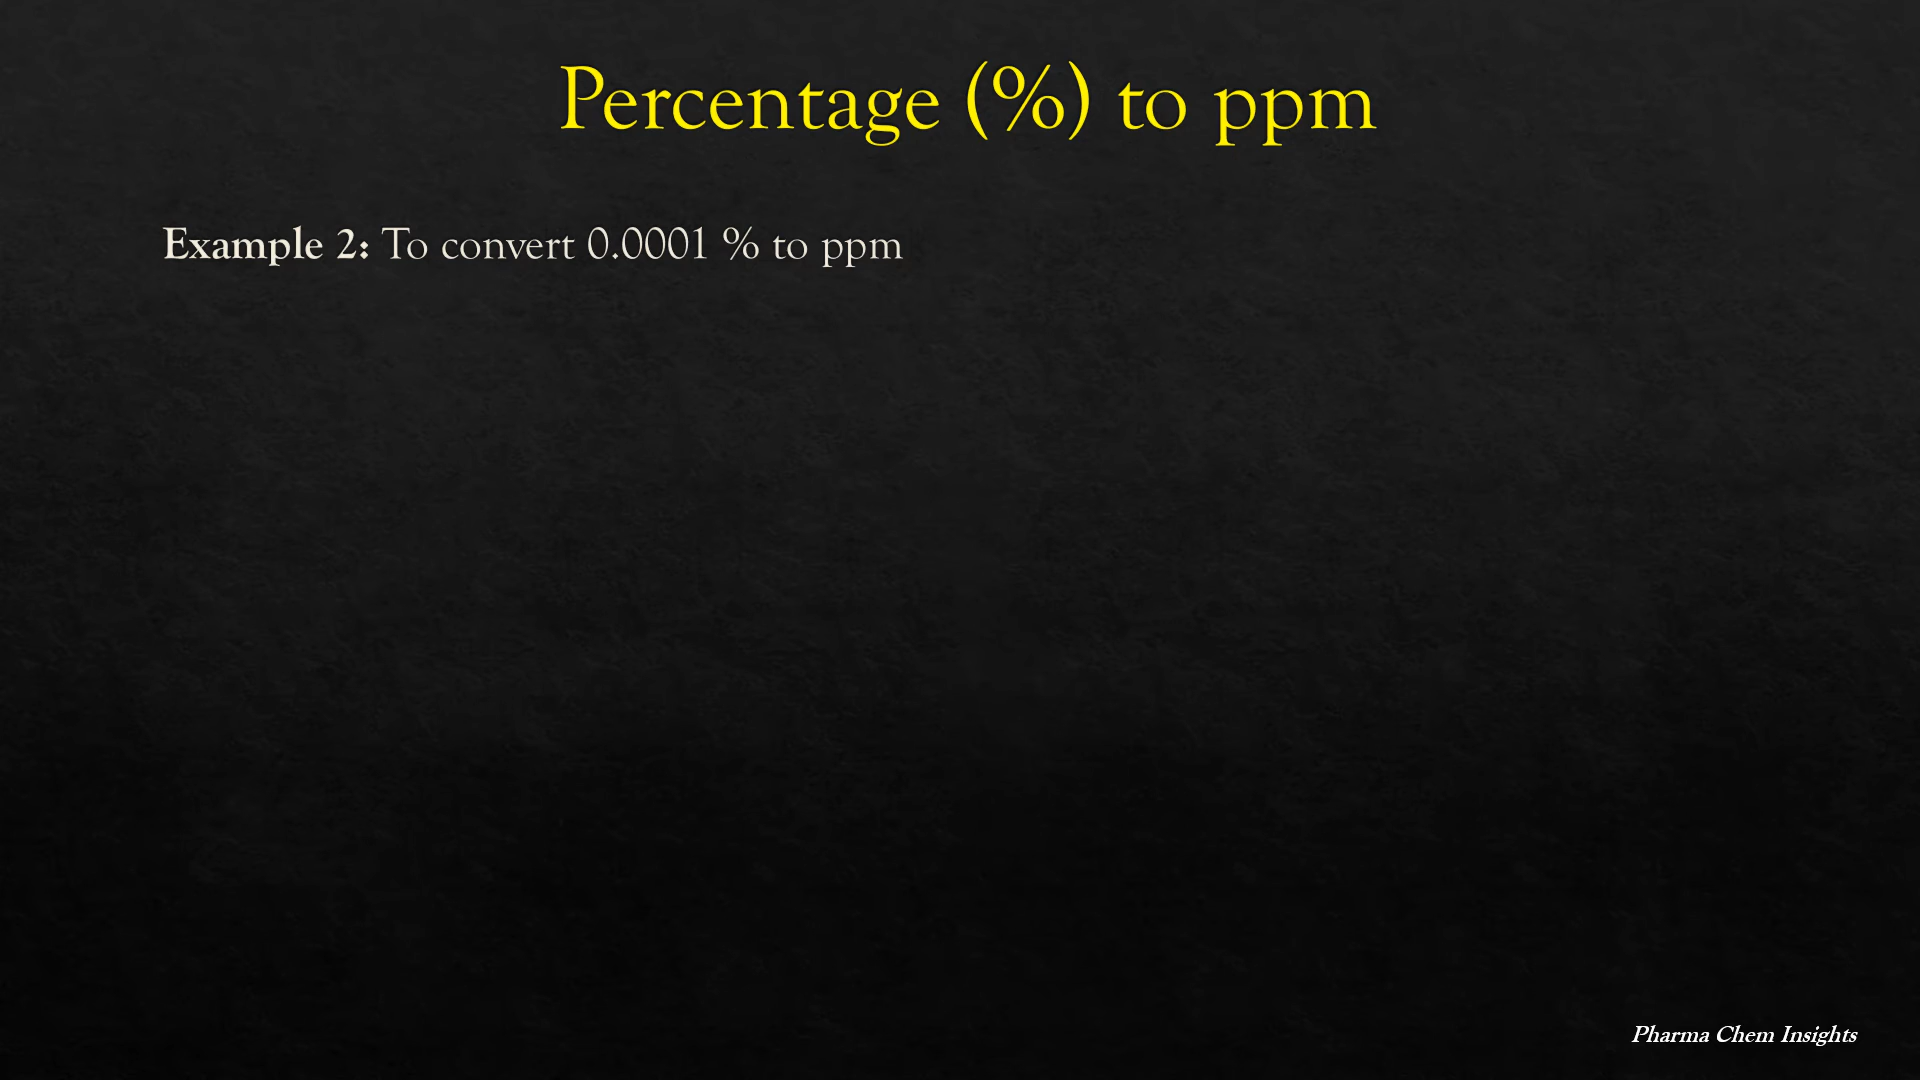 Percentage (%) to ppm
Example 2: To convert 0.0001 % to ppm
Pharma Chem Insights